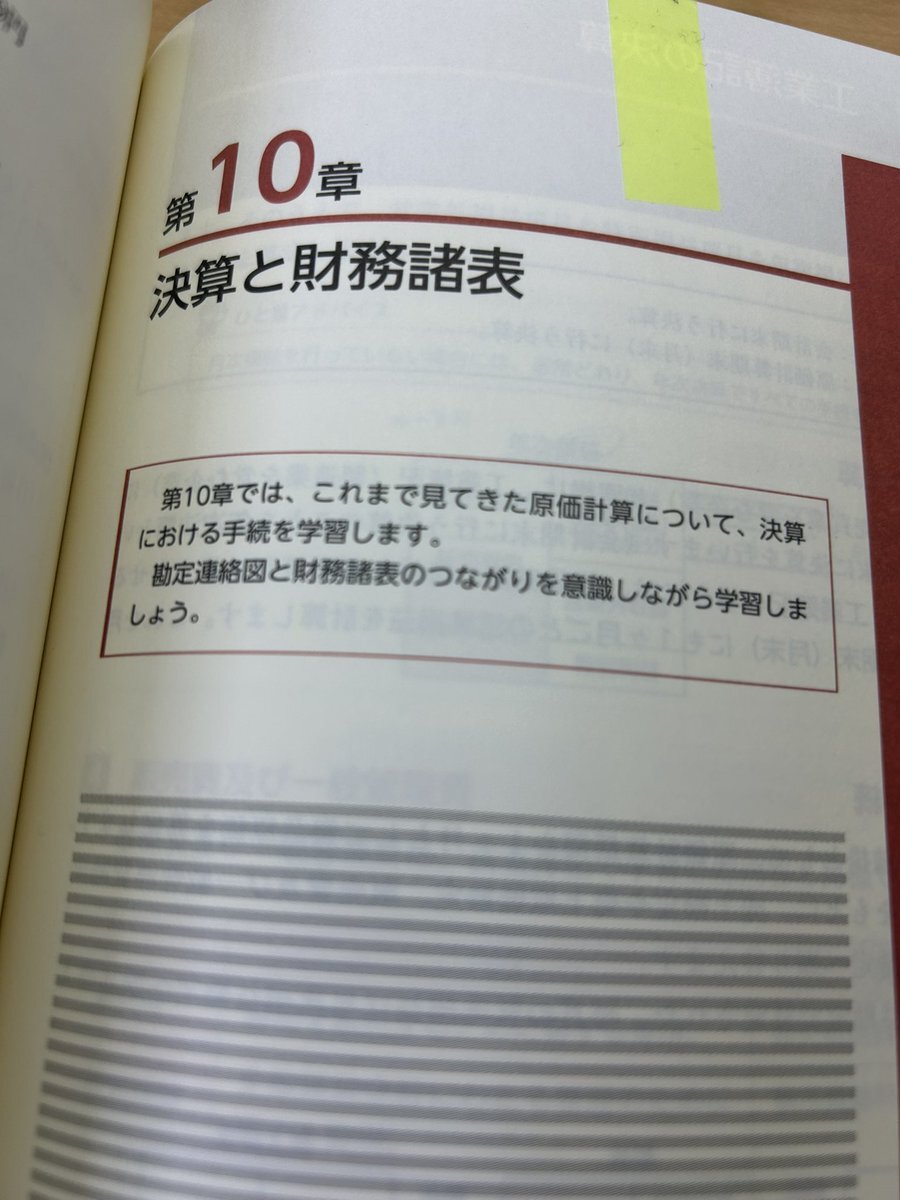 第10章
決算と財務諸表
第10章では、これまで見てきた原価計算について、決算
における手続を学習します。
勘定連絡図と財務諸表のつながりを意識しながら学習しま
しょう。